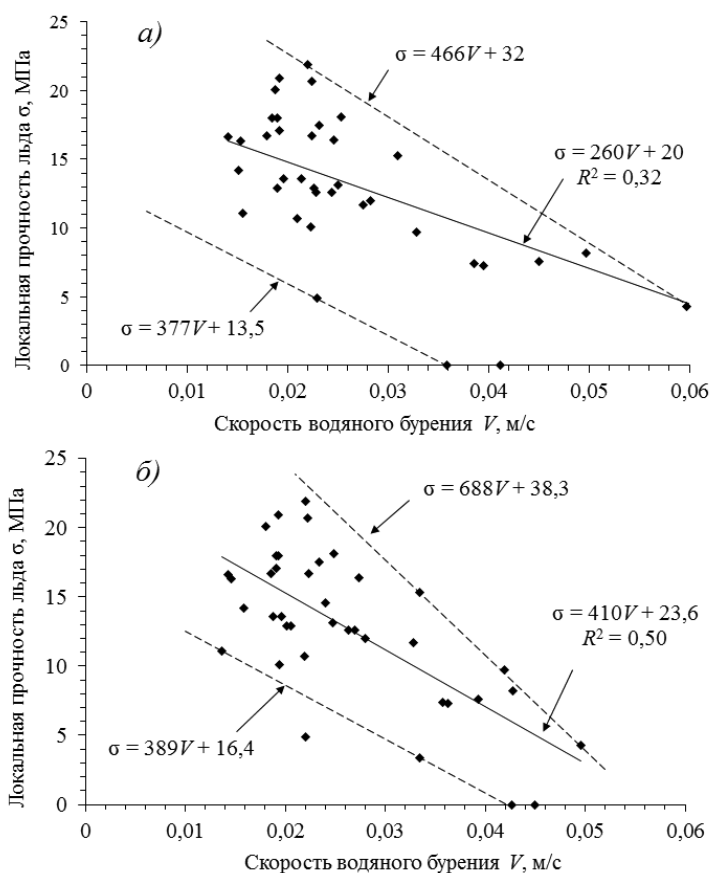 а)
25
σ = 466V + 32
20
σ = 260V + 20
R² = 0,32
15
10
5
σ = 377V + 13,5
0
0 0,01 0,02 0,03 0,04 0,05 0,06
Локальная прочность льда σ, МПа
Скорость водяного бурения V, м/с
б)
25
σ = 688V + 38,3
20
15
σ = 410V + 23,6
R² = 0,50
10
5
σ = 389V + 16,4
0
0 0,01 0,02 0,03 0,04 0,05 0,06
Локальная прочность льда σ, МПа
Скорость водяного бурения V, м/с